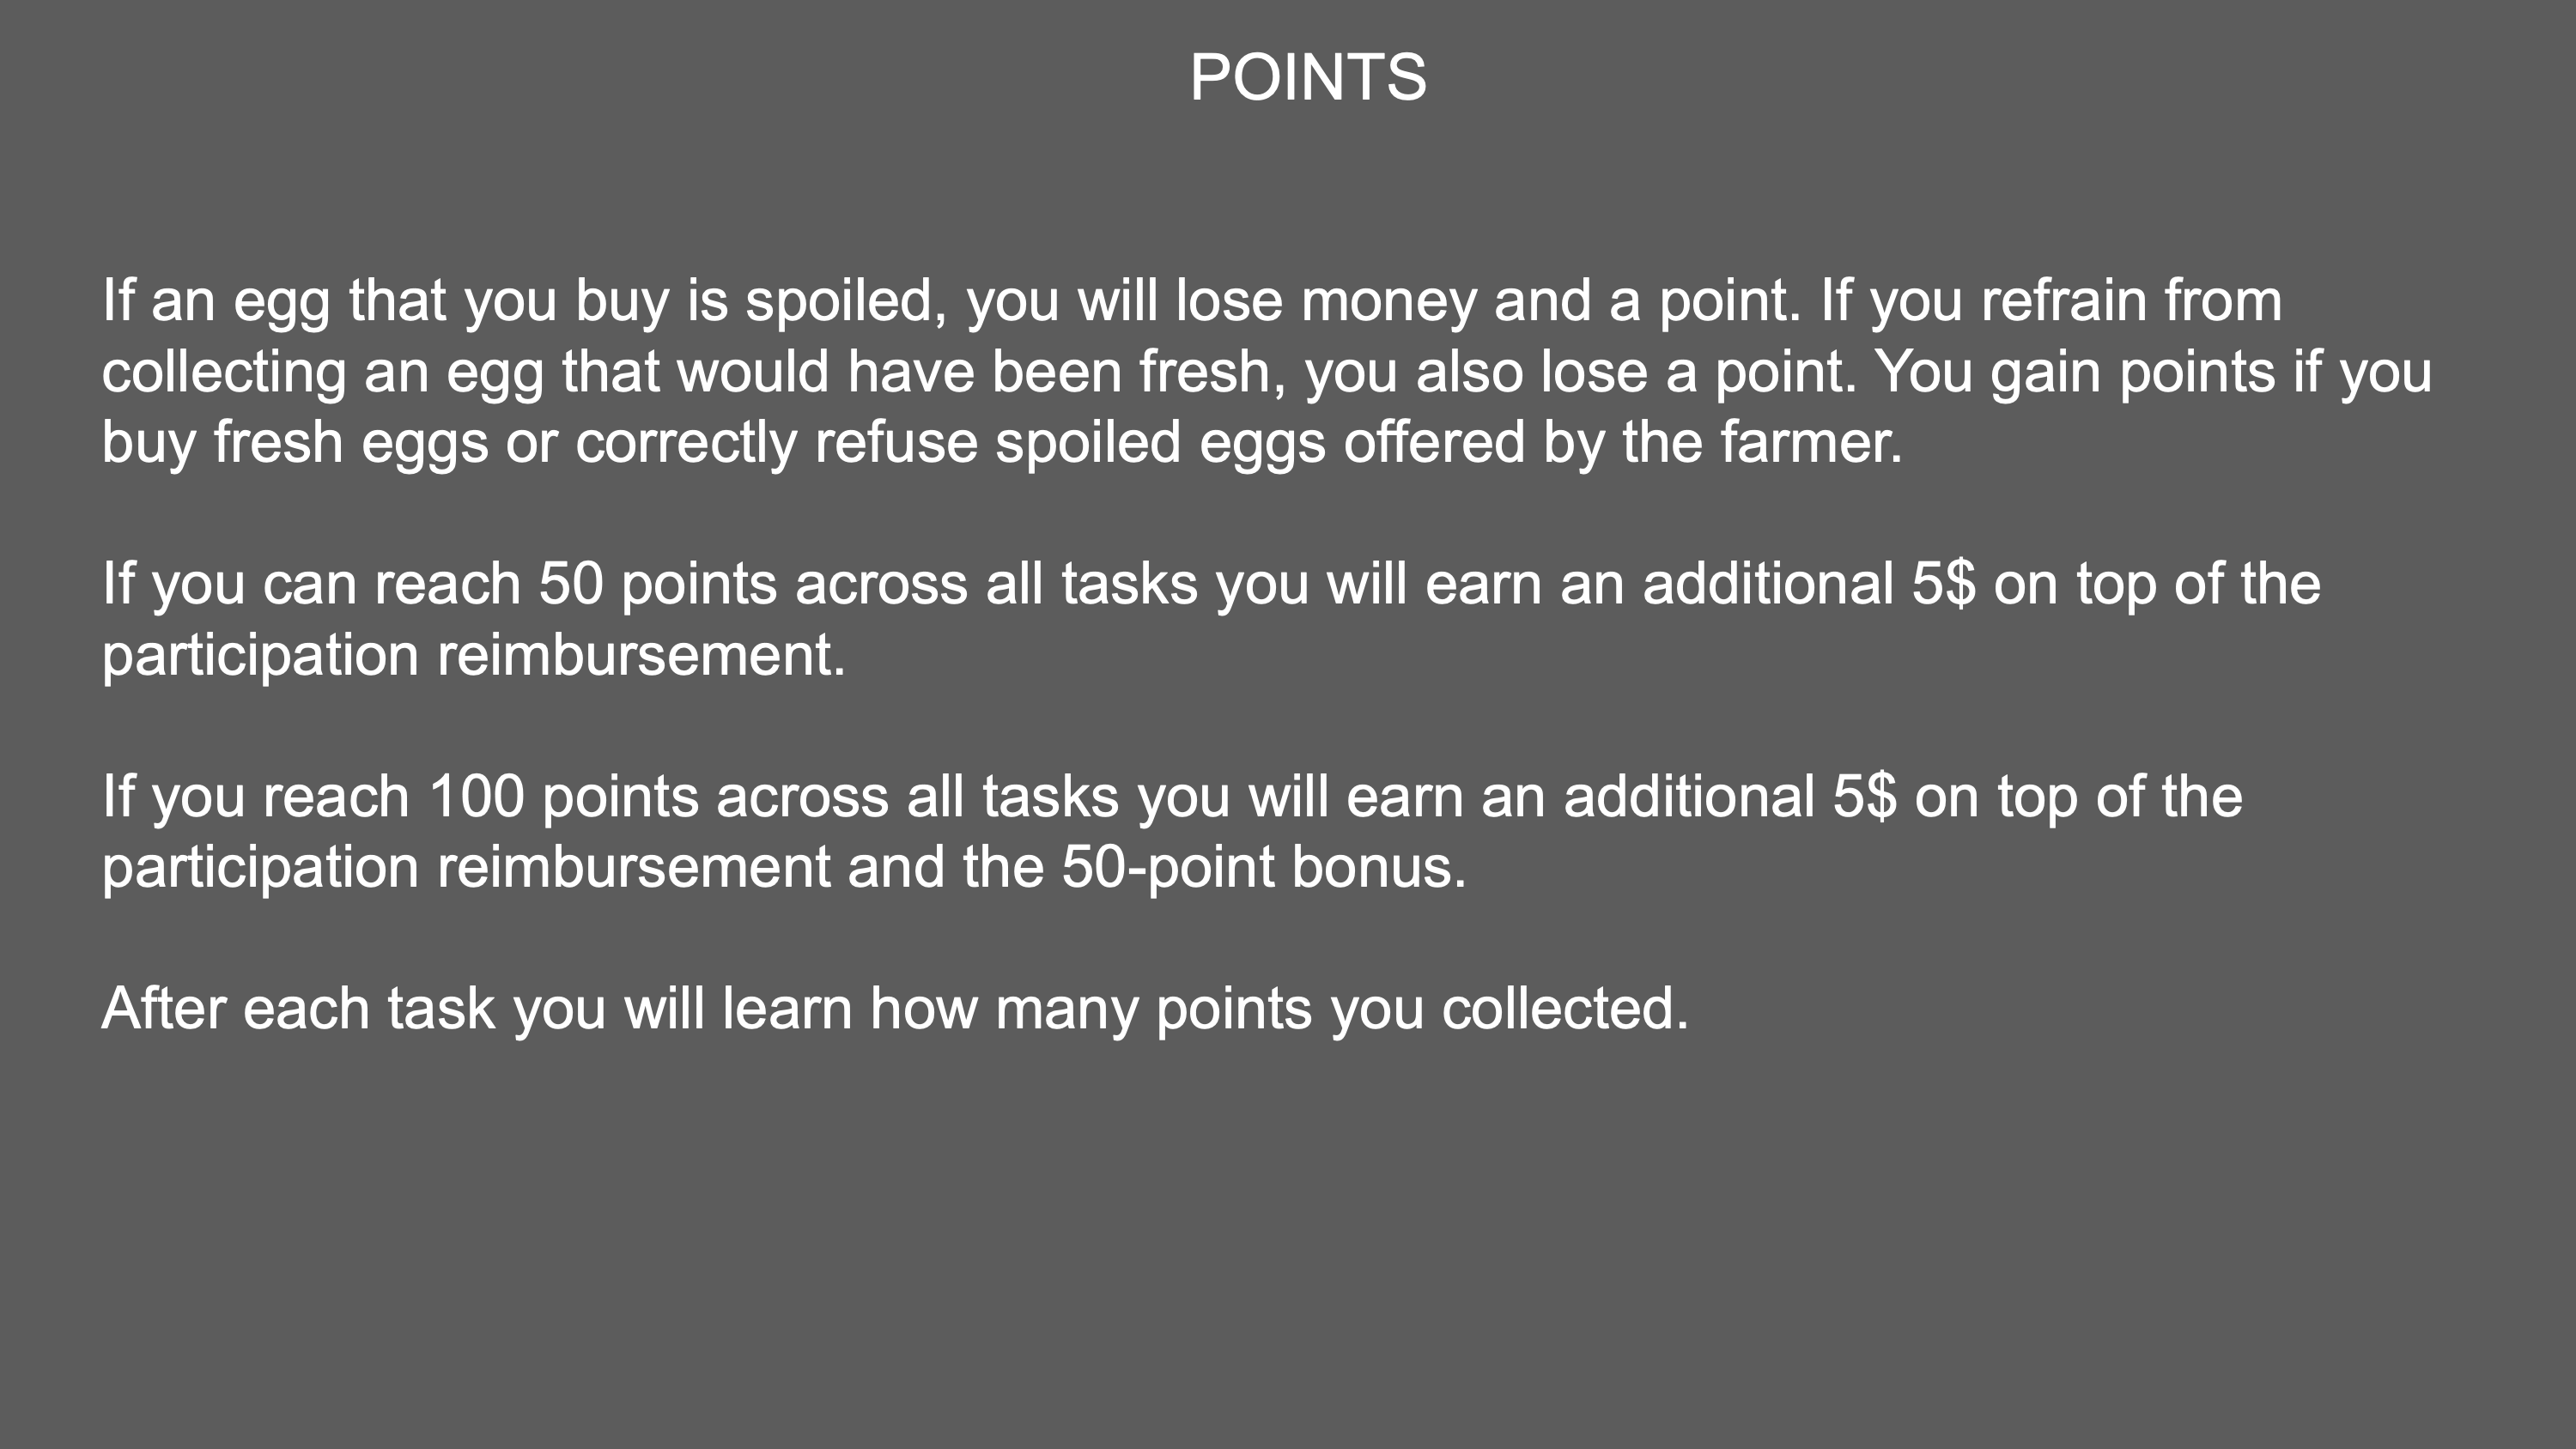 POINTS
If an egg that you buy is spoiled, you will lose money and a point. If you refrain from
collecting an egg that would have been fresh, you also lose a point. You gain points if you
buy fresh eggs or correctly refuse spoiled eggs offered by the farmer.
If you can reach 50 points across all tasks you will earn an additional 5$ on top of the
participation reimbursement.
If you reach 100 points across all tasks you will earn an additional 5$ on top of the
participation reimbursement and the 50-point bonus.
After each task you will learn how many points you collected.